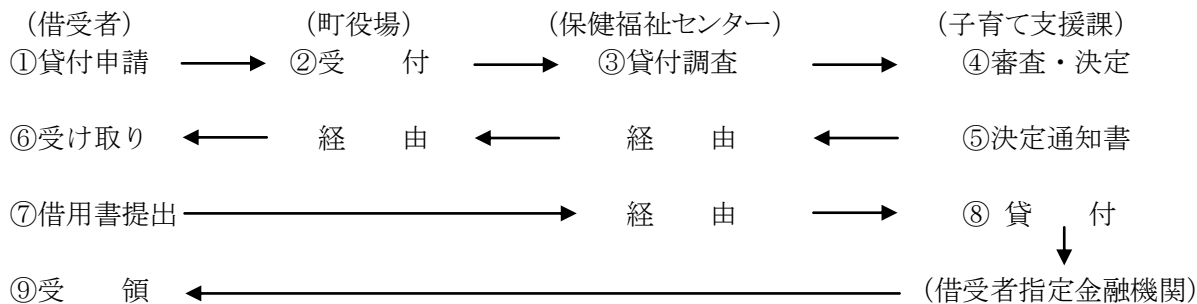 (借受者) (町役場) (保健福祉センター) (子育て支援課)
①貸付申請 ②受 付 ③貸付調査 ④審査・決定
⑥受け取り 経 由 経 由 ⑤決定通知書
⑦借用書提出 経 由 ⑧ 貸 付
⑨受 領 (借受者指定金融機関)